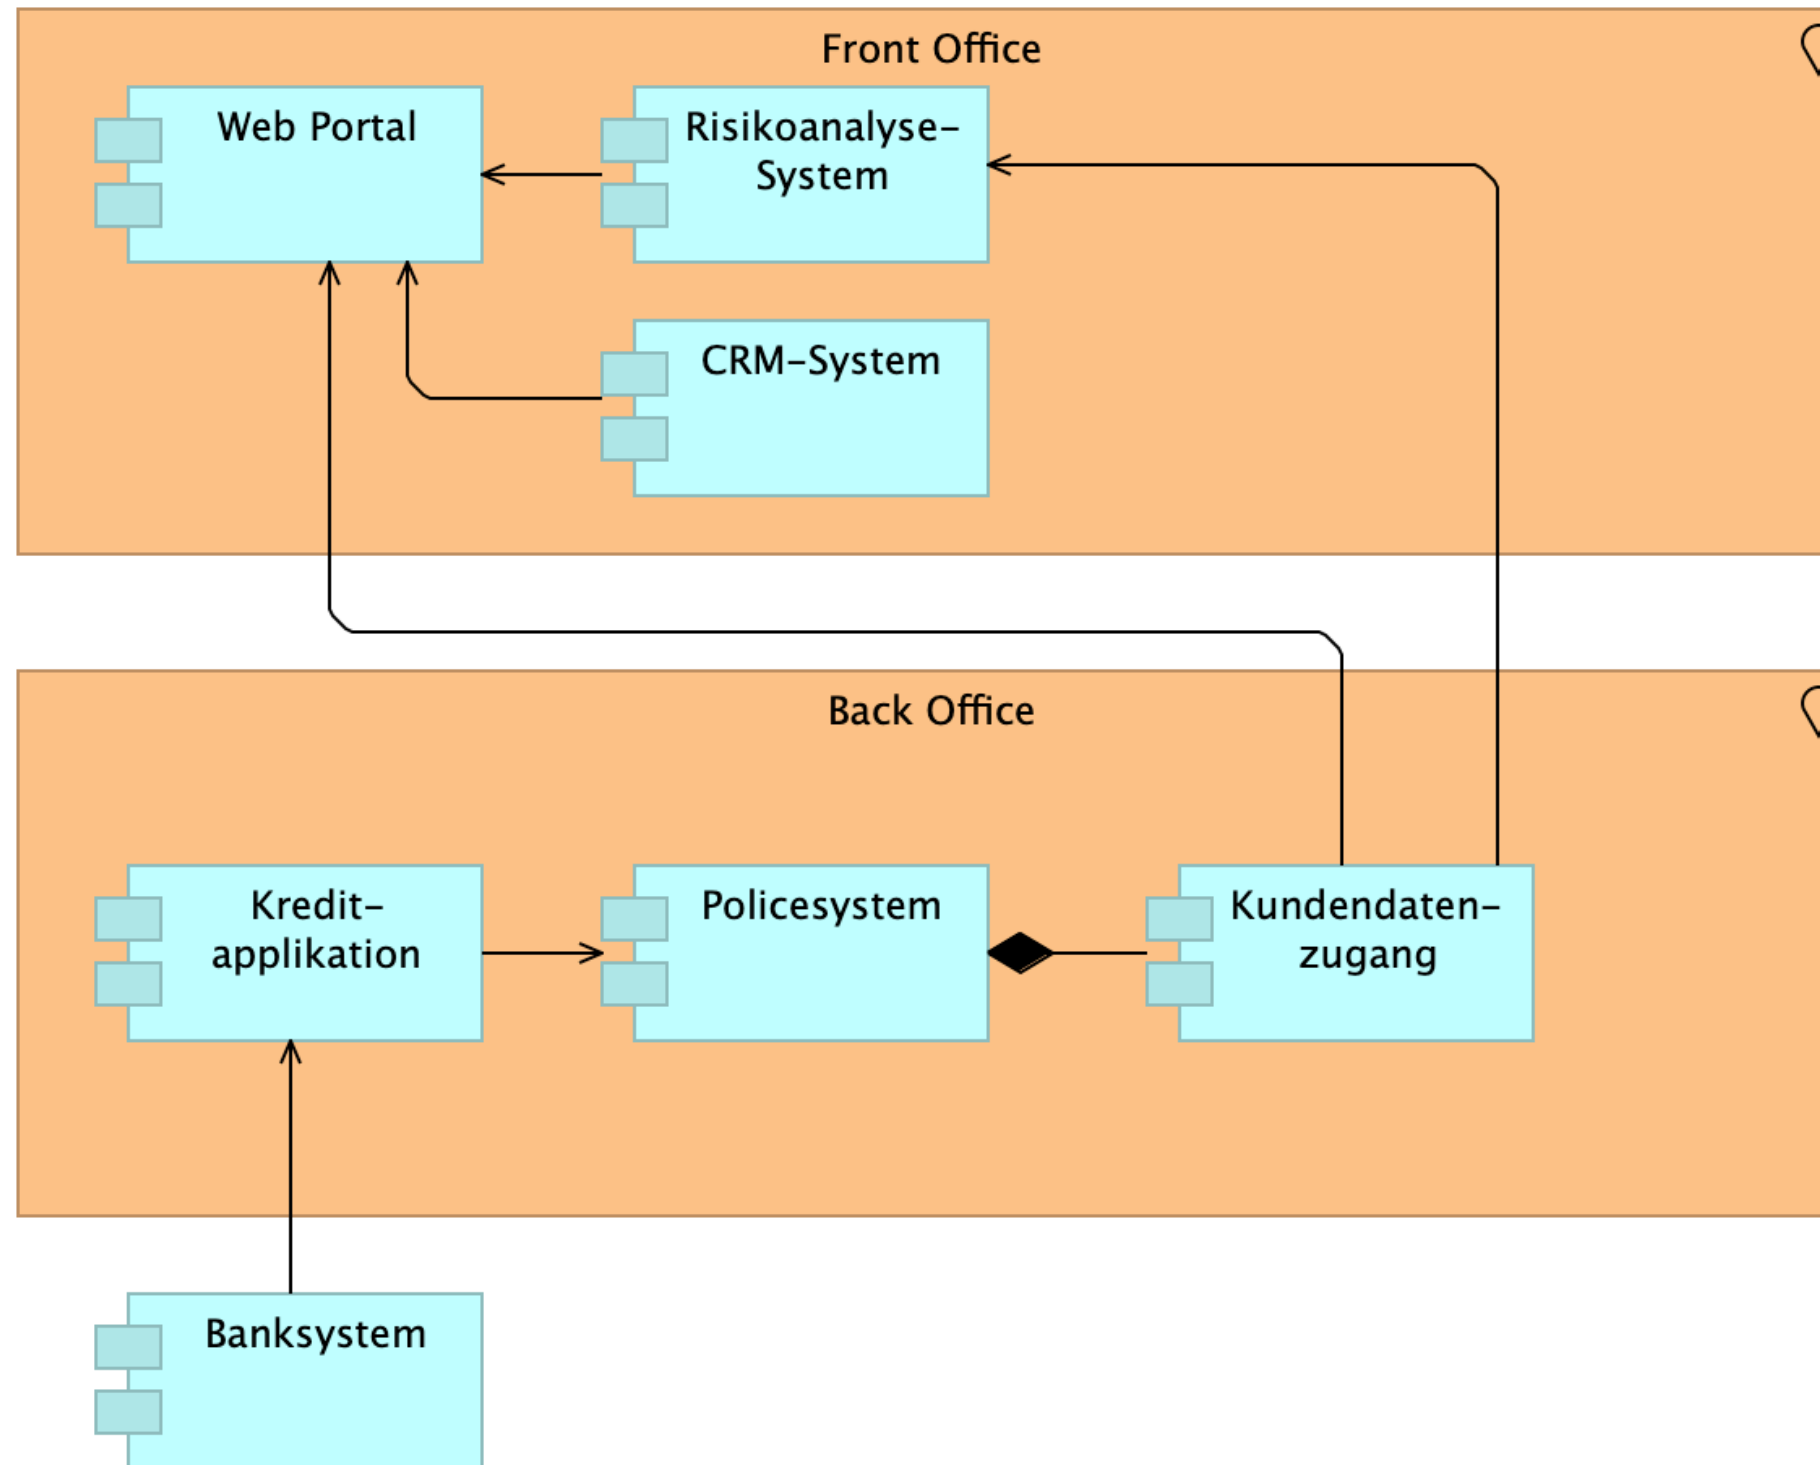 Front Office
Web Portal
Risikoanalyse-
System
CRM-System
Back Office
Kredit-
applikation
Policesystem
Kundendaten-
zugang
Banksystem